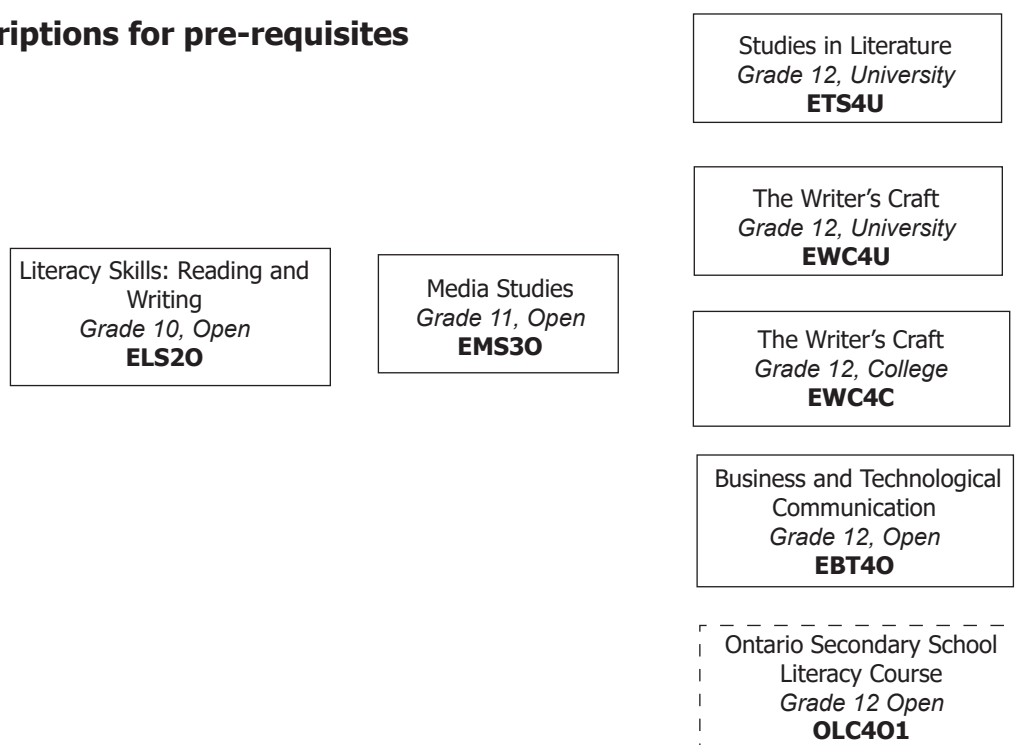 riptions for pre-requisites
Studies in Literature
Grade 12, University
ETS4U
The Writer’s Craft
Grade 12, University
EWC4U
Literacy Skills: Reading and
Writing
Grade 10, Open
ELS2O
Media Studies
Grade 11, Open
EMS3O
The Writer’s Craft
Grade 12, College
EWC4C
Business and Technological
Communication
Grade 12, Open
EBT4O
Ontario Secondary School
Literacy Course
Grade 12 Open
OLC4O1